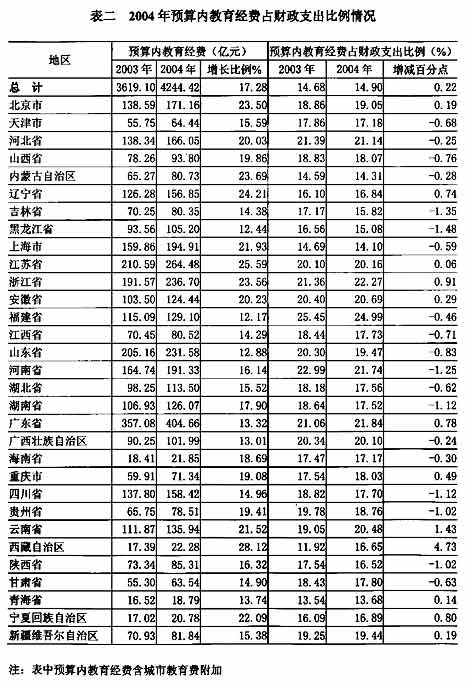 表二 2004年预算内教育经费占财政支出比例情况
地区 预算内教育经费（亿元） 预算内教育经费占财政支出比例（%）
2003年 2004年 增长比例% 2003年 2004年 增减百分点
总 计 3619.10 4244.42 17.28 14.68 14.90 0.22
北京市 138.59 171.16 23.50 18.86 19.05 0.19
天津市 55.75 64.44 15.59 17.86 17.18 -0.68
河北省 138.34 166.05 20.03 21.39 21.14 -0.25
山西省 78.26 93.80 19.86 18.83 18.07 -0.76
内蒙古自治区 65.27 80.73 23.69 14.59 14.31 -0.28
辽宁省 126.28 156.85 24.21 16.10 16.84 0.74
吉林省 70.25 80.35 14.38 17.17 15.82 -1.35
黑龙江省 93.56 105.20 12.44 16.56 15.08 -1.48
上海市 159.86 194.91 21.93 14.69 14.10 -0.59
江苏省 210.59 264.48 25.59 20.10 20.16 0.06
浙江省 191.57 236.70 23.56 21.36 22.27 0.91
安徽省 103.50 124.44 20.23 20.40 20.69 0.29
福建省 115.09 129.10 12.17 25.45 24.99 -0.46
江西省 70.45 80.52 14.29 18.44 17.73 -0.71
山东省 205.16 231.58 12.88 20.30 19.47 -0.83
河南省 164.74 191.33 16.14 22.99 21.74 -1.25
湖北省 98.25 113.50 15.52 18.18 17.56 -0.62
湖南省 106.93 126.07 17.90 18.64 17.52 -1.12
广东省 357.08 404.66 13.32 21.06 21.84 0.78
广西壮族自治区 90.25 101.99 13.01 20.34 20.10 -0.24
海南省 18.41 21.85 18.69 17.47 17.17 -0.30
重庆市 59.91 71.34 19.08 17.54 18.03 0.49
四川省 137.80 158.42 14.96 18.82 17.70 -1.12
贵州省 65.75 78.51 19.41 19.78 18.76 -1.02
云南省 111.87 135.94 21.52 19.05 20.48 1.43
西藏自治区 17.39 22.28 28.12 11.92 16.65 4.73
陕西省 73.34 85.31 16.32 17.54 16.52 -1.02
甘肃省 55.30 63.54 14.90 18.43 17.80 -0.63
青海省 16.52 18.79 13.74 13.54 13.68 0.14
宁夏回族自治区 17.02 20.78 22.09 16.09 16.89 0.80
新疆维吾尔自治区 70.93 81.84 15.38 19.25 19.44 0.19
注：表中预算内教育经费含城市教育费附加